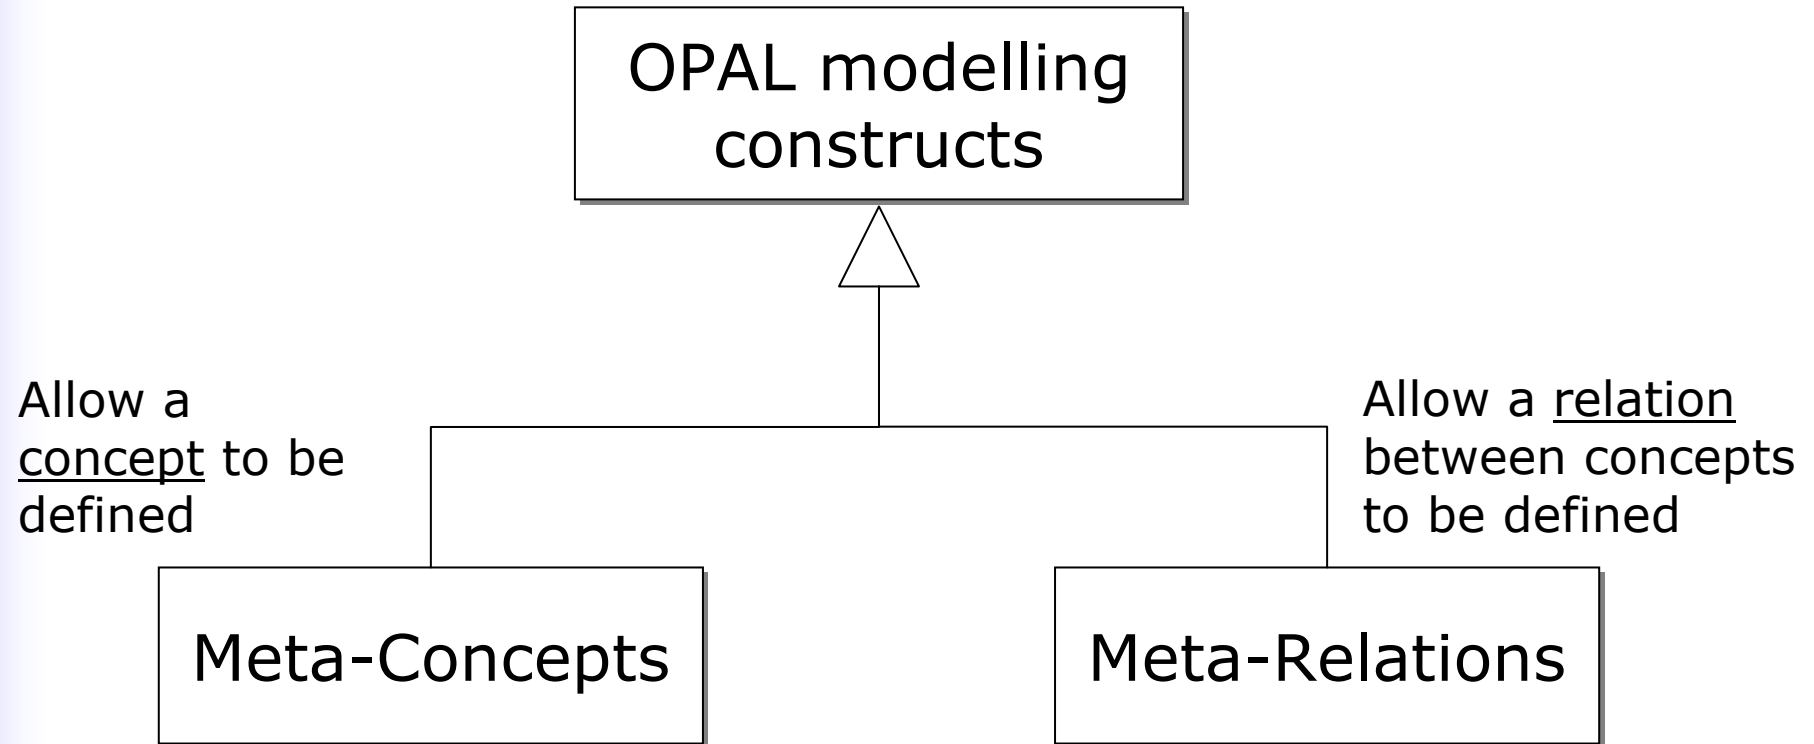 OPAL modelling
constructs
Allow a
concept to be
defined
Allow a relation
between concepts
to be defined
Meta-Concepts
Meta-Relations